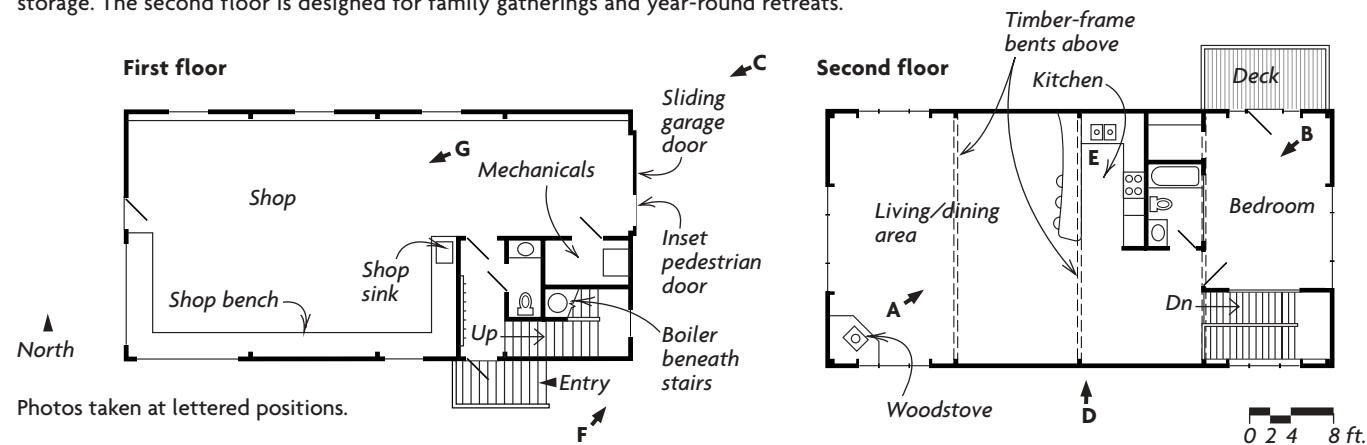 storage. The second floor is designed for family gatherings and year-round retreats.
First floor
C
Sliding
garage
door
G
Mechanicals
Shop
Inset
pedestrian
door
Shop
sink
Shop bench
Up
Boiler
beneath
stairs
North
Entry
Photos taken at lettered positions.
F
Timber-frame
bents above
Second floor
Kitchen
Deck
B
E
Living/dining
area
Bedroom
A
Dn
Woodstove
D
0 2 4 8 ft.